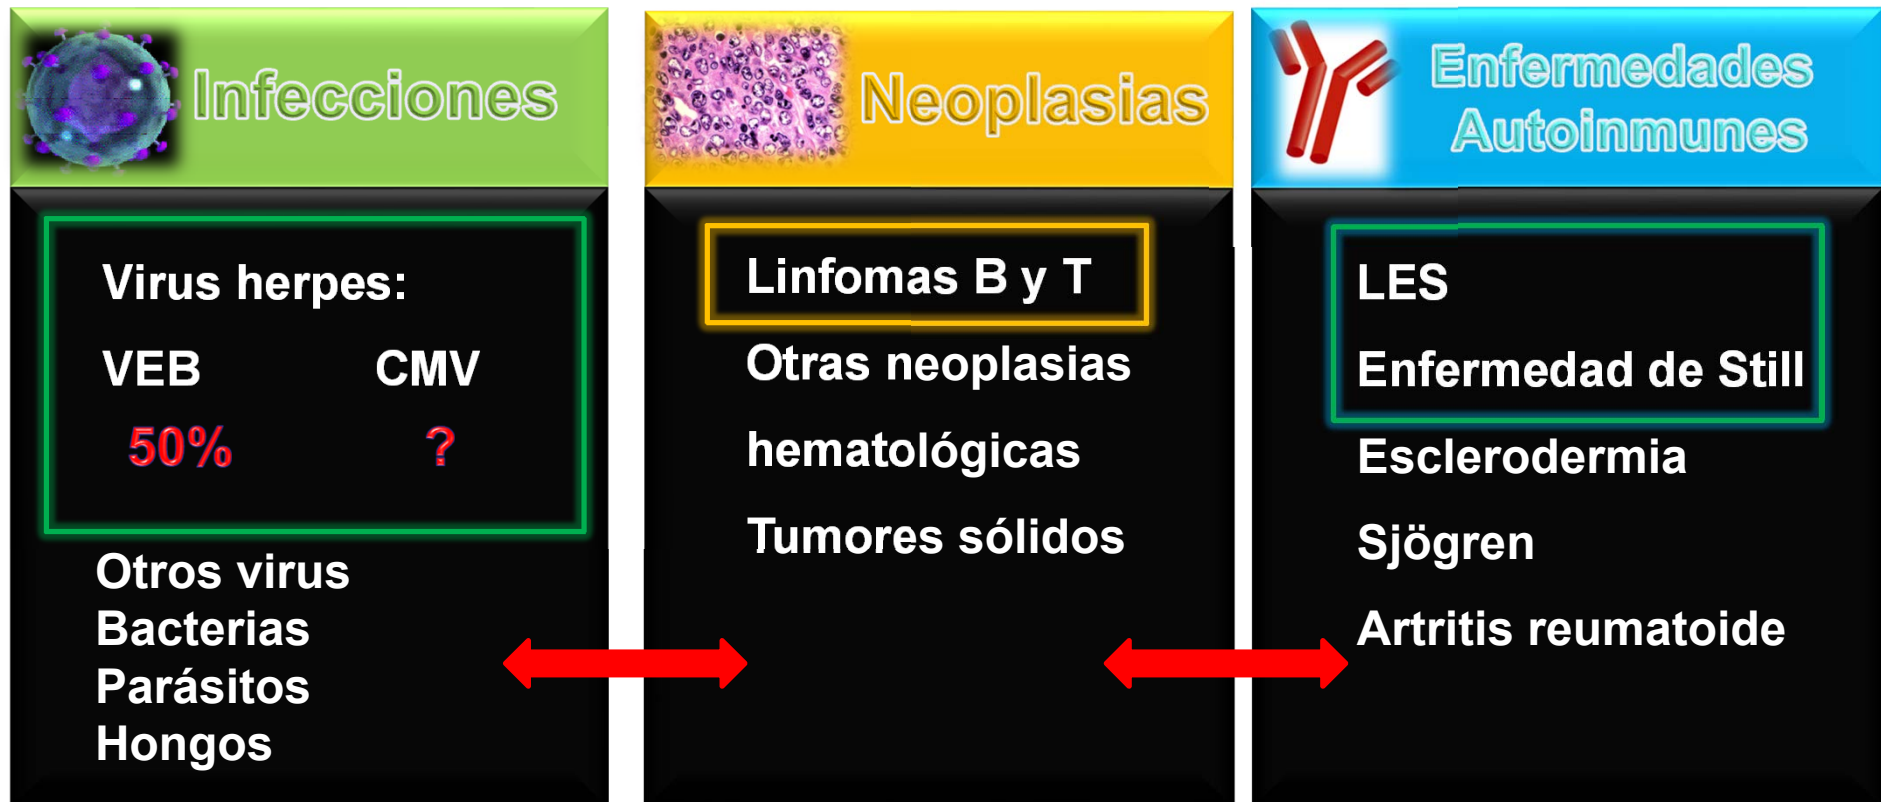 Infecciones
Virus herpes:
VEB CMV
50% ?
Otros virus
Bacterias
Parásitos
Hongos
Neoplasias
Linfomas B y T
Otras neoplasias
hematológicas
Tumores sólidos
Enfermedades
Autoinmunes
LES
Enfermedad de Still
Esclerodermia
Sjögren
Artritis reumatoide